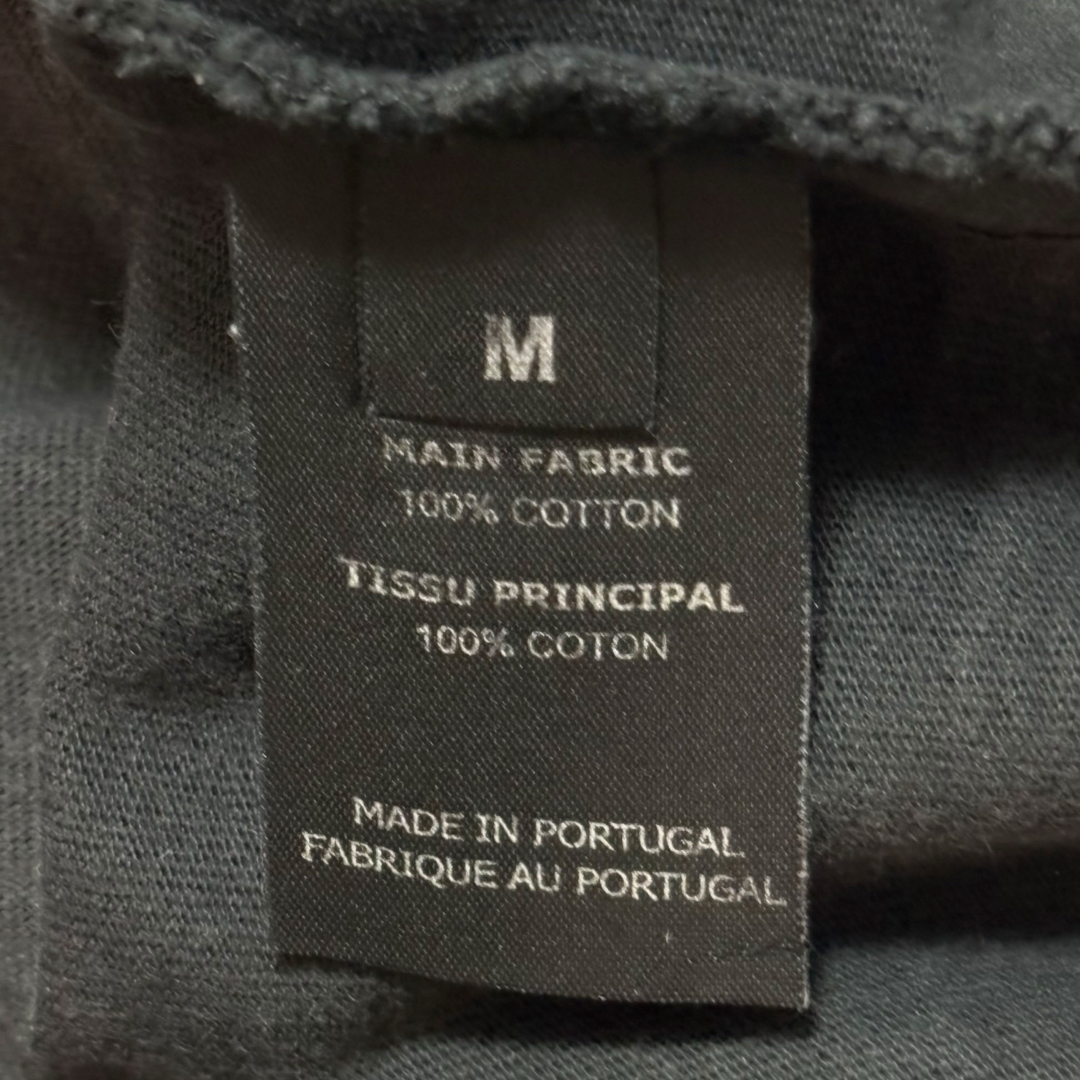 M
MAIN FABRIC
100% COTTON
TISSU PRINCIPAL
100% COTON
MADE IN PORTUGAL
FABRIQUE AU PORTUGAL